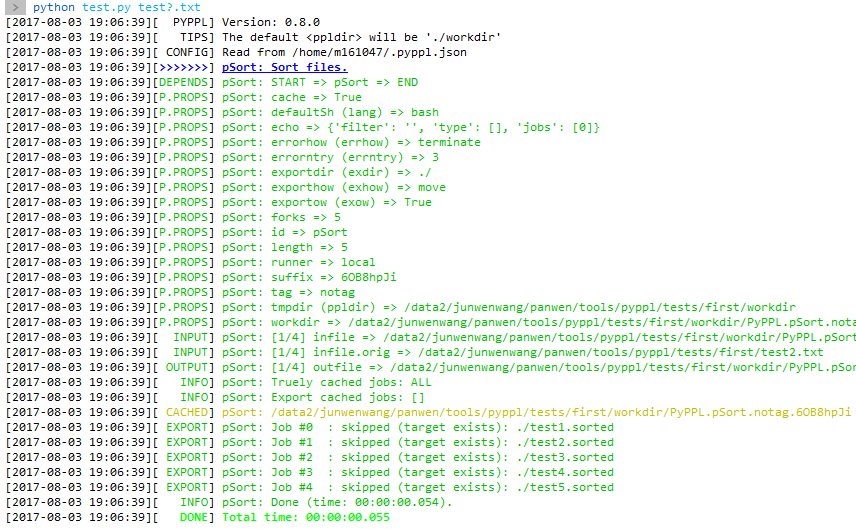 > python test.py test?.txt
[2017-08-03 19:06:39][  PYPPL] Version: 0.8.0
[2017-08-03 19:06:39][   TIPS] The default <ppldir> will be './workdir'
[2017-08-03 19:06:39][ CONFIG] Read from /home/m161047/.pyppl.json
[2017-08-03 19:06:39][>>>>>>>] pSort: Sort files.
[2017-08-03 19:06:39][DEPENDS] pSort: START => pSort => END
[2017-08-03 19:06:39][P.PROPS] pSort: cache => True
[2017-08-03 19:06:39][P.PROPS] pSort: defaultSh (lang) => bash
[2017-08-03 19:06:39][P.PROPS] pSort: echo => {'filter': '', 'type': [], 'jobs': [0]}
[2017-08-03 19:06:39][P.PROPS] pSort: errorhow (errhow) => terminate
[2017-08-03 19:06:39][P.PROPS] pSort: errorntry (errntry) => 3
[2017-08-03 19:06:39][P.PROPS] pSort: exportdir (exdir) => ./
[2017-08-03 19:06:39][P.PROPS] pSort: exporthow (exhow) => move
[2017-08-03 19:06:39][P.PROPS] pSort: exportow (exow) => True
[2017-08-03 19:06:39][P.PROPS] pSort: forks => 5
[2017-08-03 19:06:39][P.PROPS] pSort: id => pSort
[2017-08-03 19:06:39][P.PROPS] pSort: length => 5
[2017-08-03 19:06:39][P.PROPS] pSort: runner => local
[2017-08-03 19:06:39][P.PROPS] pSort: suffix => 6OB8hpJi
[2017-08-03 19:06:39][P.PROPS] pSort: tag => notag
[2017-08-03 19:06:39][P.PROPS] pSort: tmpdir (ppldir) => /data2/junwenwang/panwen/tools/pyppl/tests/first/workdir
[2017-08-03 19:06:39][P.PROPS] pSort: workdir => /data2/junwenwang/panwen/tools/pyppl/tests/first/workdir/PyPPL.pSort.nota
[2017-08-03 19:06:39][  INPUT] pSort: [1/4] infile => /data2/junwenwang/panwen/tools/pyppl/tests/first/workdir/PyPPL.pSort
[2017-08-03 19:06:39][  INPUT] pSort: [1/4] infile.orig => /data2/junwenwang/panwen/tools/pyppl/tests/first/test2.txt
[2017-08-03 19:06:39][ OUTPUT] pSort: [1/4] outfile => /data2/junwenwang/panwen/tools/pyppl/tests/first/workdir/PyPPL.pSor
[2017-08-03 19:06:39][   INFO] pSort: Truely cached jobs: ALL
[2017-08-03 19:06:39][   INFO] pSort: Export cached jobs: []
[2017-08-03 19:06:39][ CACHED] pSort: /data2/junwenwang/panwen/tools/pyppl/tests/first/workdir/PyPPL.pSort.notag.6OB8hpJi
[2017-08-03 19:06:39][ EXPORT] pSort: Job #0  : skipped (target exists): ./test1.sorted
[2017-08-03 19:06:39][ EXPORT] pSort: Job #1  : skipped (target exists): ./test2.sorted
[2017-08-03 19:06:39][ EXPORT] pSort: Job #2  : skipped (target exists): ./test3.sorted
[2017-08-03 19:06:39][ EXPORT] pSort: Job #3  : skipped (target exists): ./test4.sorted
[2017-08-03 19:06:39][ EXPORT] pSort: Job #4  : skipped (target exists): ./test5.sorted
[2017-08-03 19:06:39][   INFO] pSort: Done (time: 00:00:00.054).
[2017-08-03 19:06:39][   DONE] Total time: 00:00:00.055